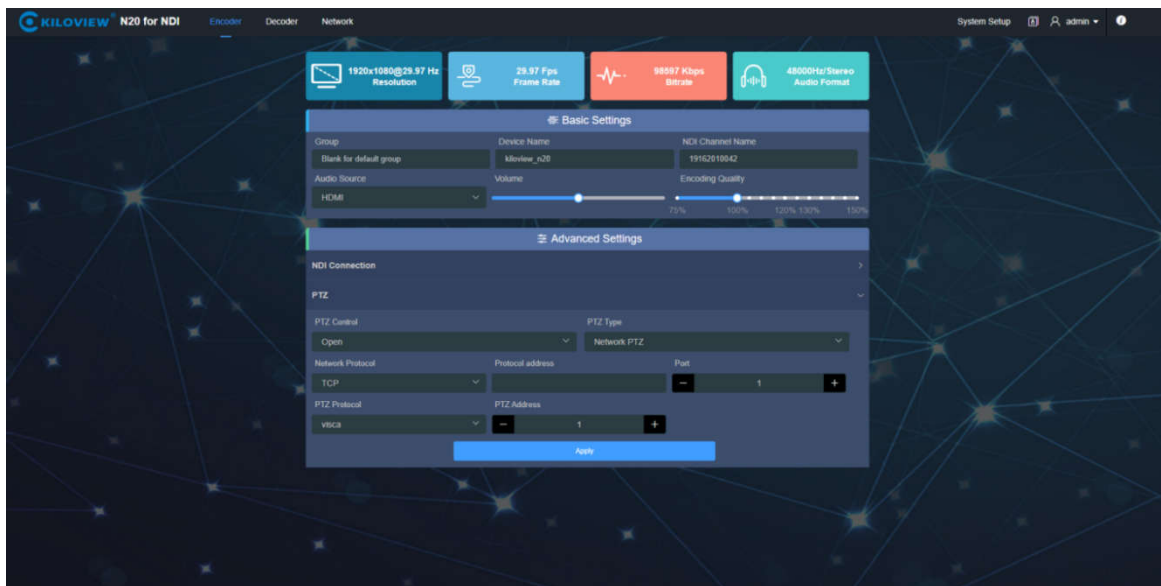 KILOVIEW® N20 for NDI Encoder Decoder Network System Setup admin
1920x1080@29.97 Hz
Resolution
29.97 Fps
Frame Rate
98597 Kbps
Bitrate
48000Hz/Stereo
Audio Format
Basic Settings
Group Device Name NDI Channel Name
Blank for default group kiloview_n20 19162010042
Audio Source Volume Encoding Quality
HDMI
75% 100% 120% 130% 150%
Advanced Settings
NDI Connection
PTZ
PTZ Control PTZ Type
Open Network PTZ
Network Protocol Protocol address Port
TCP 1
PTZ Protocol PTZ Address
visca 1
Apply